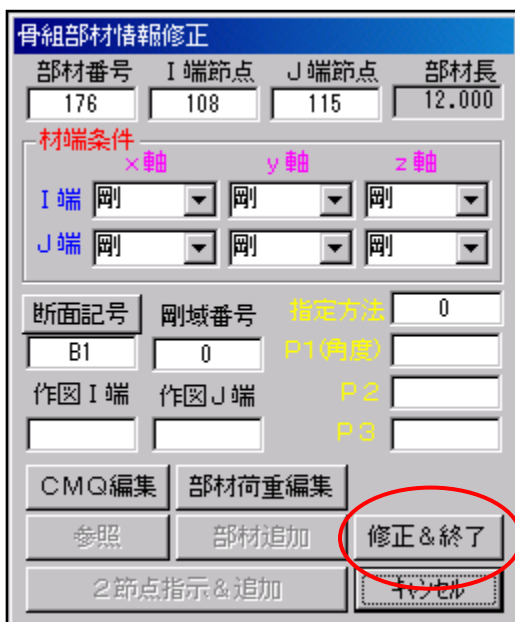 骨組部材情報修正
部材番号 I端節点 J端節点 部材長
176 108 115 12.000
材端条件
x軸 y軸 z軸
I端 剛 剛 剛
J端 剛 剛 剛
断面記号 剛域番号 指定方法 0
B1 0 P1(角度)
作図I端 作図J端 P2
P3
CMQ編集 部材荷重編集
参照 部材追加 修正&終了
2節点指示&追加 キャンセル